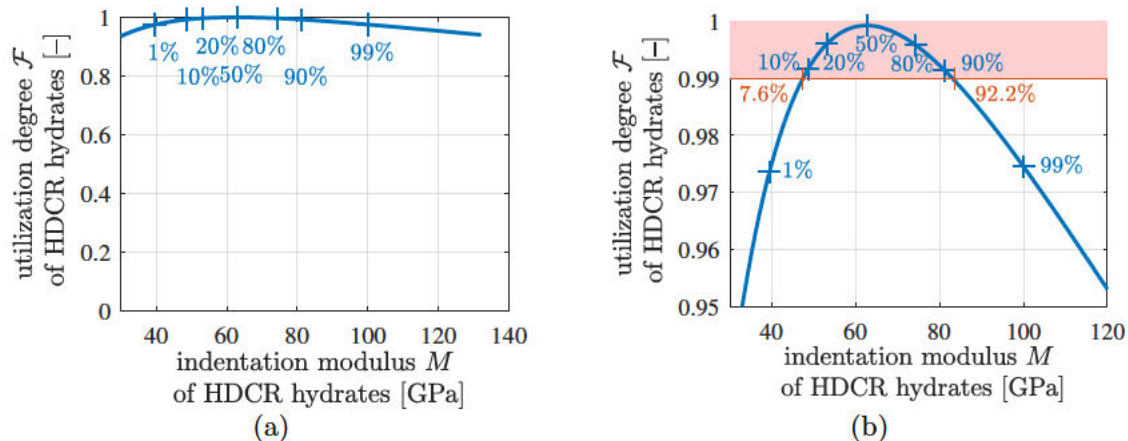 utilization degree ℱ
of HDCR hydrates [−]
1
0.8
0.6
0.4
0.2
0
1%
20% 80%
10% 50%
90%
99%
40 60 80 100 120 140
indentation modulus M
of HDCR hydrates [GPa]
(a)
utilization degree ℱ
of HDCR hydrates [−]
1
0.99
0.98
0.97
0.96
0.95
50%
10% 20% 80% 90%
7.6% 92.2%
1% 99%
40 60 80 100 120
indentation modulus M
of HDCR hydrates [GPa]
(b)